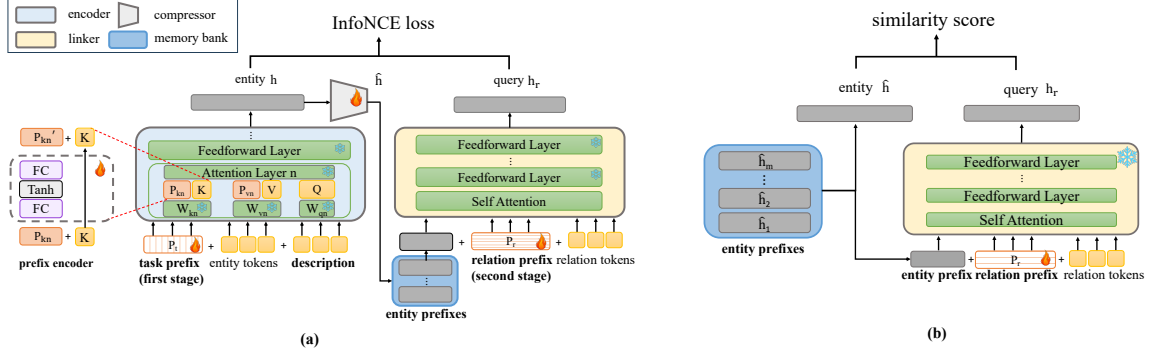 encoder
compressor
linker
memory bank
InfoNCE loss
entity h
ĥ
query hᵣ
Pₖₙ′ + K
FC
Tanh
FC
Pₖₙ + K
prefix encoder
⋮
Feedforward Layer
Attention Layer n
Pₖₙ K Pᵥₙ V Q
Wₖₙ Wᵥₙ W_qn
Pₜ + + 
task prefix entity tokens description
(first stage)
Feedforward Layer
⋮
Feedforward Layer
Self Attention
+ Pᵣ +
relation prefix relation tokens
(second stage)
⋮
entity prefixes
(a)
similarity score
entity ĥ
query hᵣ
ĥₘ
⋮
ĥ₂
ĥ₁
entity prefixes
Feedforward Layer
⋮
Feedforward Layer
Self Attention
+ Pᵣ +
entity prefix relation prefix relation tokens
(b)